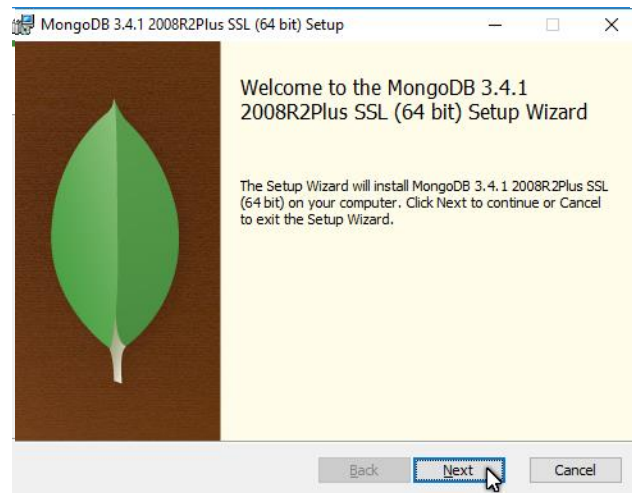 MongoDB 3.4.1 2008R2Plus SSL (64 bit) Setup
Welcome to the MongoDB 3.4.1
2008R2Plus SSL (64 bit) Setup Wizard
The Setup Wizard will install MongoDB 3.4.1 2008R2Plus SSL
(64 bit) on your computer. Click Next to continue or Cancel
to exit the Setup Wizard.
Back Next Cancel